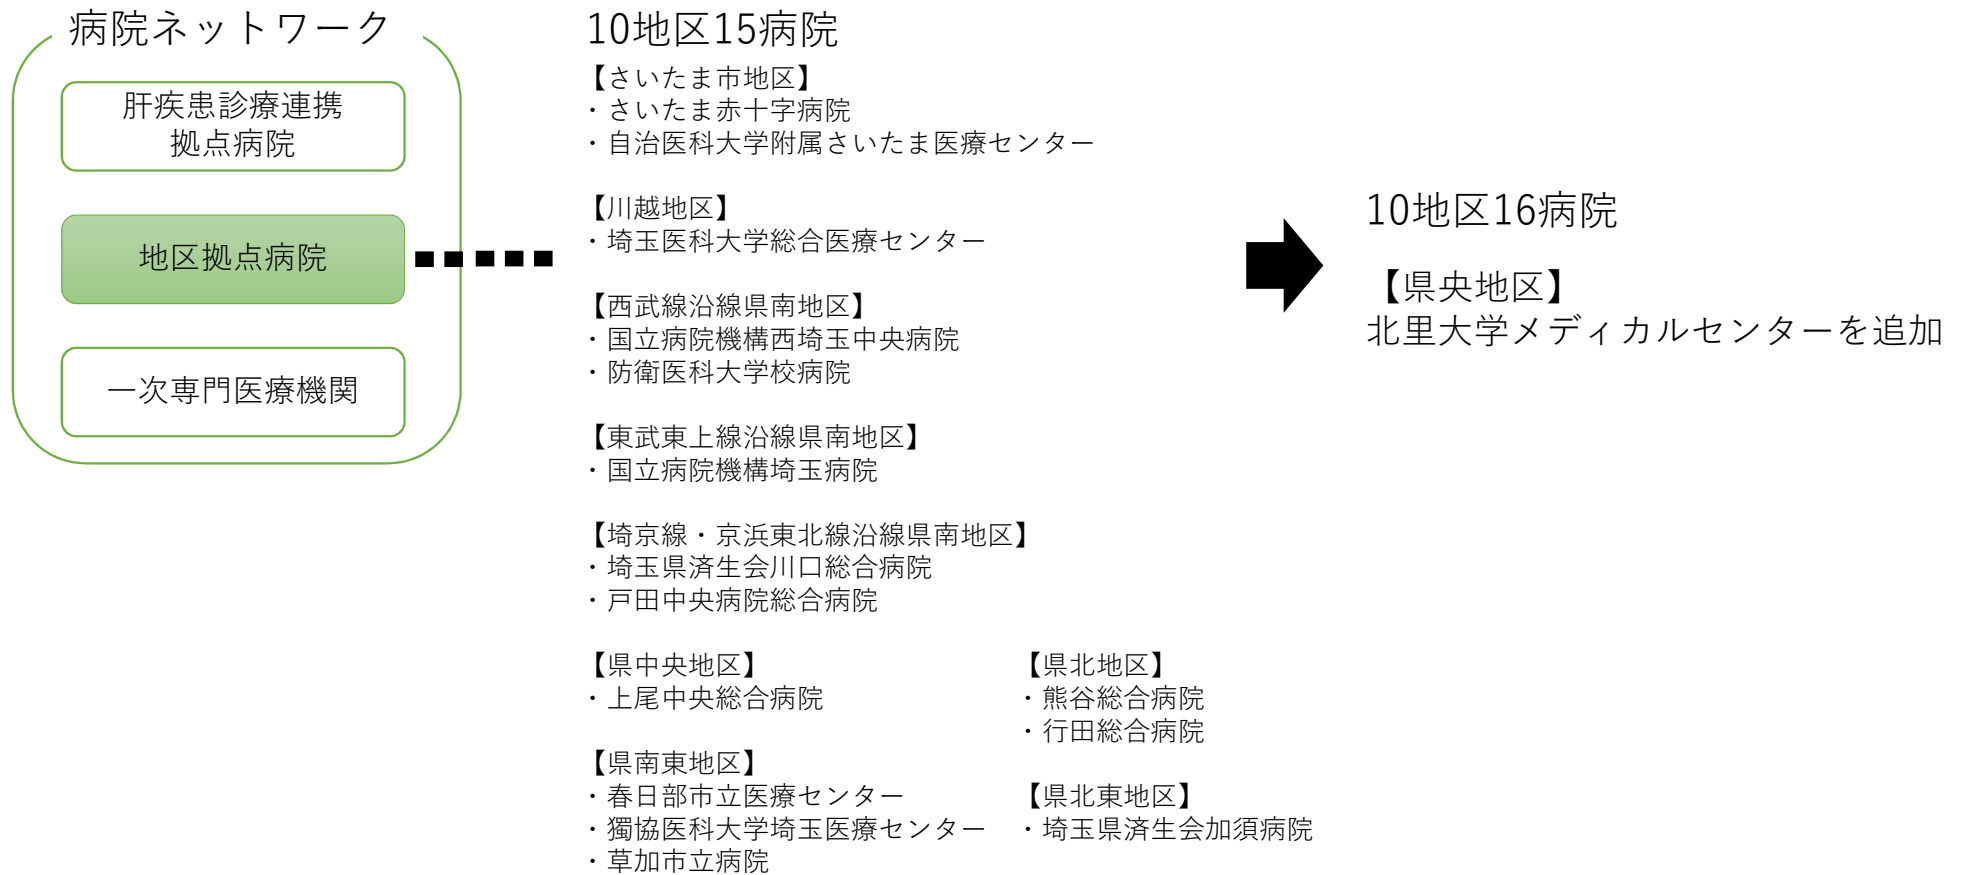 病院ネットワーク
肝疾患診療連携
拠点病院
地区拠点病院
一次専門医療機関
10地区15病院
【さいたま市地区】
・さいたま赤十字病院
・自治医科大学附属さいたま医療センター
【川越地区】
・埼玉医科大学総合医療センター
【西武線沿線県南地区】
・国立病院機構西埼玉中央病院
・防衛医科大学校病院
【東武東上線沿線県南地区】
・国立病院機構埼玉病院
【埼京線・京浜東北線沿線県南地区】
・埼玉県済生会川口総合病院
・戸田中央病院総合病院
【県中央地区】
・上尾中央総合病院
【県南東地区】
・春日部市立医療センター
・獨協医科大学埼玉医療センター
・草加市立病院
【県北地区】
・熊谷総合病院
・行田総合病院
【県北東地区】
・埼玉県済生会加須病院
10地区16病院
【県央地区】
北里大学メディカルセンターを追加